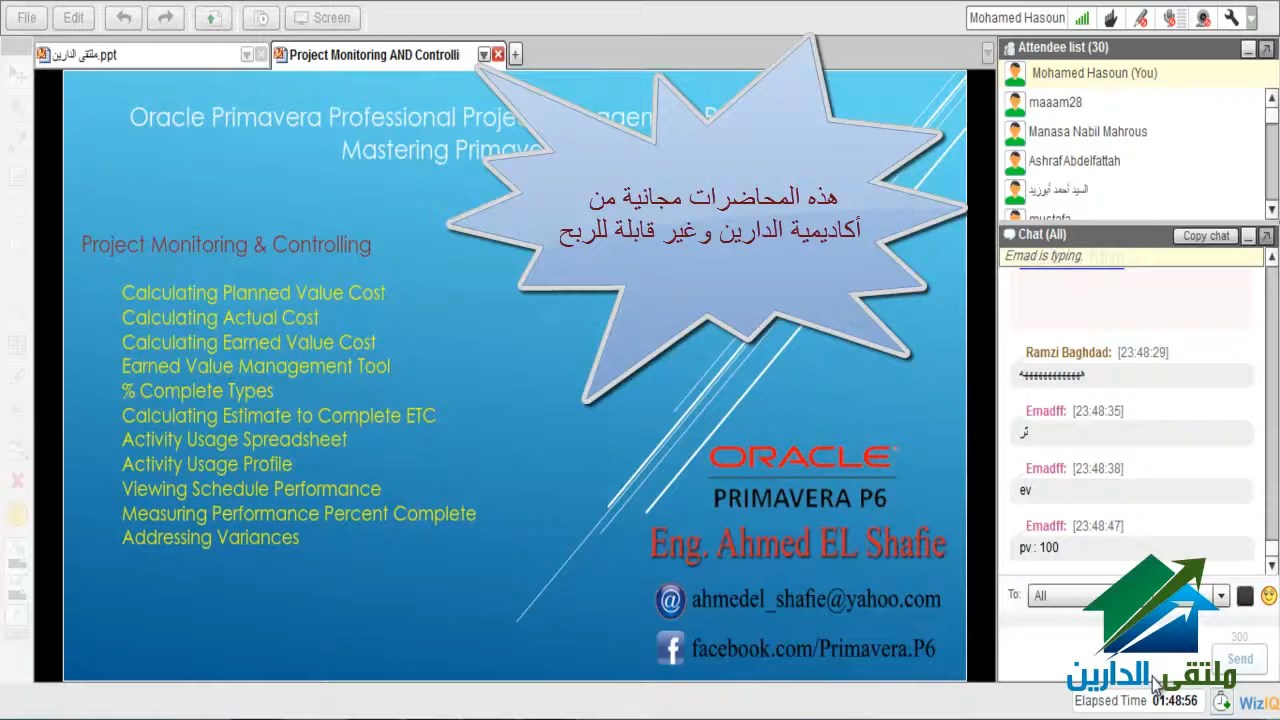 File
Edit
Screen
Mohamed Hasoun
ملتقى الدارين.ppt
Project Monitoring AND Controlli
Oracle Primavera Professional
Mastering
هذه المحاضرات مجانية من
أكاديمية الدارين وغير قابلة للربح
Project Monitoring & Controlling
Calculating Planned Value Cost
Calculating Actual Cost
Calculating Earned Value Cost
Earned Value Management Tool
% Complete Types
Calculating Estimate to Complete ETC
Activity Usage Spreadsheet
Activity Usage Profile
Viewing Schedule Performance
Measuring Performance Percent Complete
Addressing Variances
ORACLE
PRIMAVERA P6
Eng. Ahmed EL Shafie
@ ahmedel_shafie@yahoo.com
f facebook.com/Primavera.P6
Attendee list (30)
Mohamed Hasoun (You)
maaam28
Manasa Nabil Mahrous
Ashraf Abdelfattah
السيد أحمد أبوزيد
mustafa
Chat (All)
Copy chat
Emad is typing.
Ramzi Baghdad: [23:48:29]
Emadff: [23:48:35]
تر
Emadff: [23:48:38]
ev
Emadff: [23:48:47]
pv : 100
To: All
300
Send
ملتقى الدارين
Elapsed Time 01:48:56
WizIQ